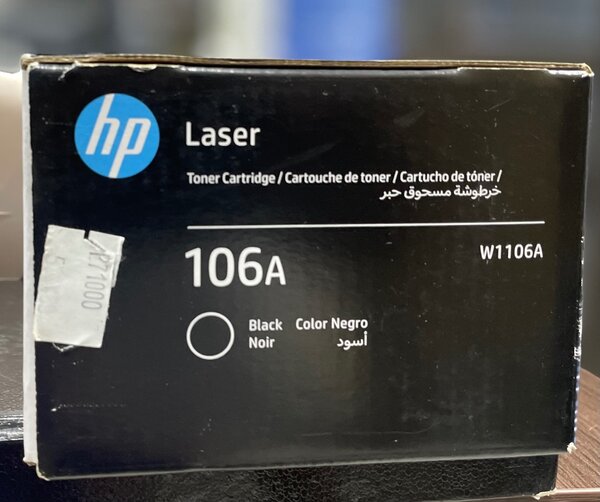 hp
Laser
Toner Cartridge / Cartouche de toner / Cartucho de tóner /
خرطوشة مسحوق حبر
106A
W1106A
Black Color Negro
Noir أسود